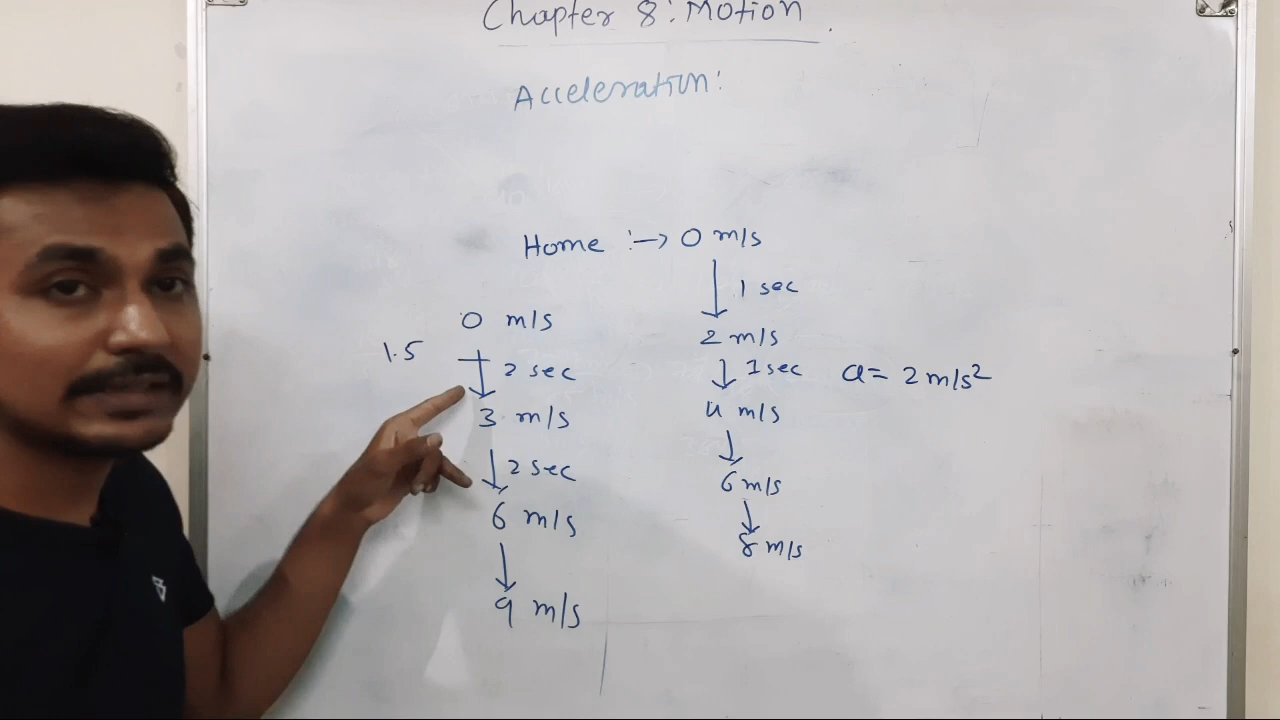 Chapter 8: Motion
Acceleration:
Home :→ 0 m/s
1 sec
0 m/s
2 m/s
1.5
2 sec
1 sec
a = 2 m/s²
3 m/s
4 m/s
2 sec
6 m/s
6 m/s
8 m/s
9 m/s